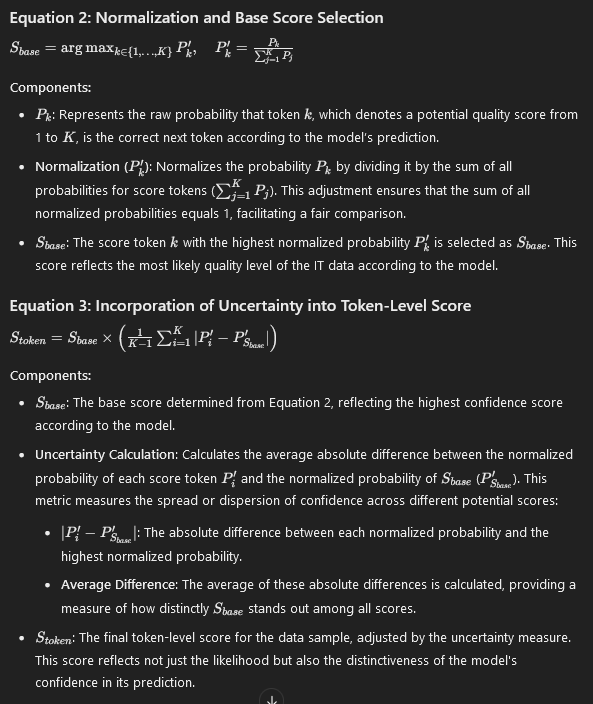 Equation 2: Normalization and Base Score Selection
S_{base} = arg max_{k∈{1,…,K}} P'_k,  P'_k = \frac{P_k}{\sum_{j=1}^{K} P_j}
Components:
• P_k: Represents the raw probability that token k, which denotes a potential quality score from
1 to K, is the correct next token according to the model's prediction.
• Normalization (P'_k): Normalizes the probability P_k by dividing it by the sum of all
probabilities for score tokens (\sum_{j=1}^{K} P_j). This adjustment ensures that the sum of all
normalized probabilities equals 1, facilitating a fair comparison.
• S_{base}: The score token k with the highest normalized probability P'_k is selected as S_{base}. This
score reflects the most likely quality level of the IT data according to the model.
Equation 3: Incorporation of Uncertainty into Token-Level Score
S_{token} = S_{base} × (\frac{1}{K-1} \sum_{i=1}^{K} |P'_i − P'_{S_{base}}|)
Components:
• S_{base}: The base score determined from Equation 2, reflecting the highest confidence score
according to the model.
• Uncertainty Calculation: Calculates the average absolute difference between the normalized
probability of each score token P'_i and the normalized probability of S_{base} (P'_{S_{base}}). This
metric measures the spread or dispersion of confidence across different potential scores:
• |P'_i − P'_{S_{base}}|: The absolute difference between each normalized probability and the
highest normalized probability.
• Average Difference: The average of these absolute differences is calculated, providing a
measure of how distinctly S_{base} stands out among all scores.
• S_{token}: The final token-level score for the data sample, adjusted by the uncertainty measure.
This score reflects not just the likelihood but also the distinctiveness of the model's
confidence in its prediction.